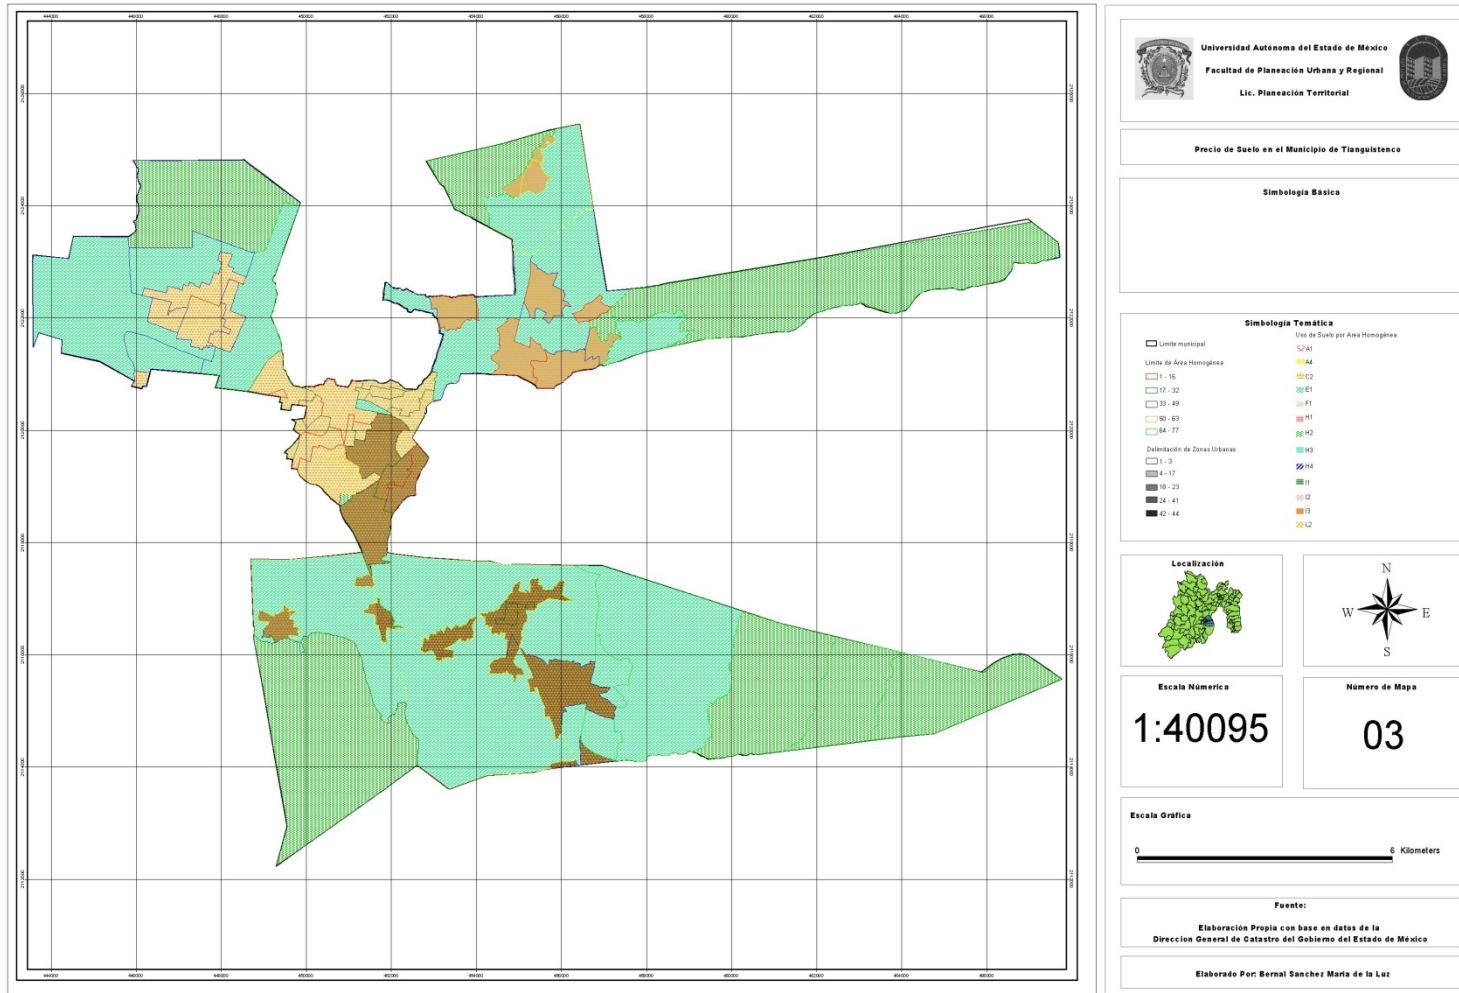 Universidad Autónoma del Estado de México
Facultad de Planeación Urbana y Regional
Lic. Planeación Territorial
Precio de Suelo en el Municipio de Tianguistenco
Simbología Básica
Simbología Temática
Limite municipal
Limite de Área Homogénea
1 - 16
17 - 32
33 - 49
50 - 63
64 - 77
Delimitación de Zonas Urbanas
1 - 3
4 - 17
18 - 23
24 - 41
42 - 44
Uso de Suelo por Area Homogénea
A1
A4
C2
E1
F1
H1
H2
H3
H4
I1
I2
I3
L2
Localización
N
W E
S
Escala Númerica
1:40095
Número de Mapa
03
Escala Gráfica
0 6 Kilometers
Fuente:
Elaboración Propia con base en datos de la
Direccion General de Catastro del Gobierno del Estado de México
Elaborado Por: Bernal Sanchez Maria de la Luz